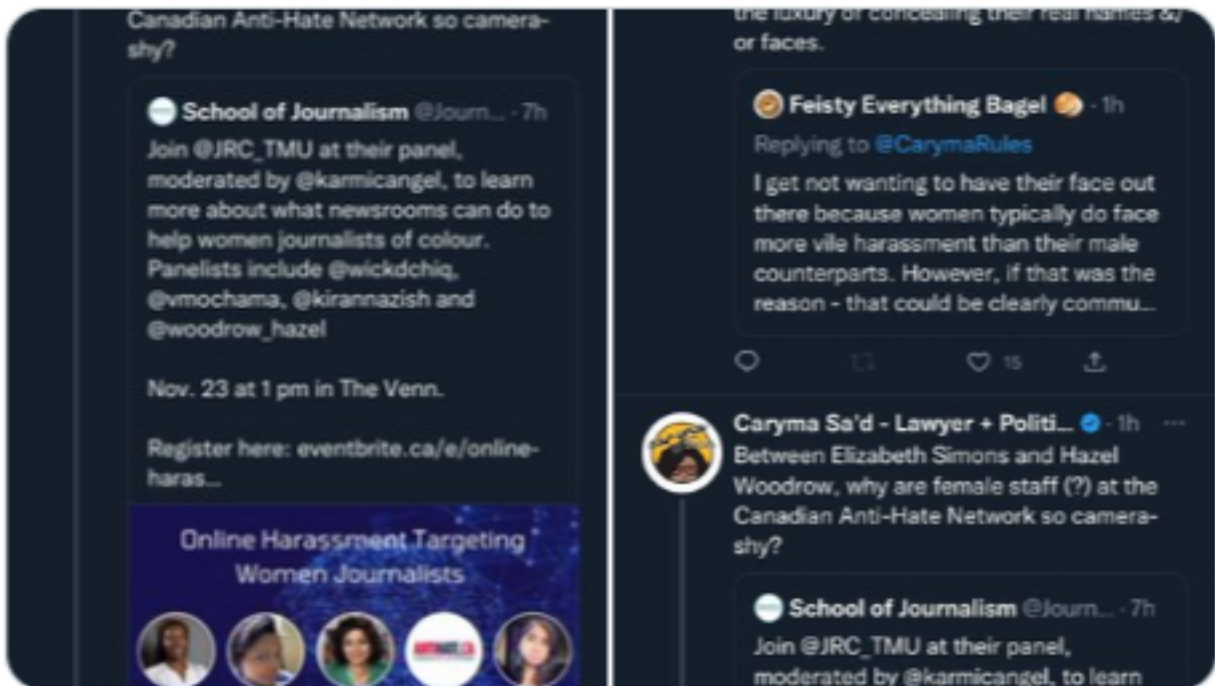 Canadian Anti-Hate Network so camera-
shy?
School of Journalism @Journ... · 7h
Join @JRC_TMU at their panel,
moderated by @karmicangel, to learn
more about what newsrooms can do to
help women journalists of colour.
Panelists include @wickdchiq,
@vmochama, @kirannazish and
@woodrow_hazel
Nov. 23 at 1 pm in The Venn.
Register here: eventbrite.ca/e/online-
haras...
Online Harassment Targeting
Women Journalists
ANTIHATE.CA
the luxury of concealing their real names &/
or faces.
Feisty Everything Bagel · 1h
Replying to @CarymaRules
I get not wanting to have their face out
there because women typically do face
more vile harassment than their male
counterparts. However, if that was the
reason - that could be clearly commu...
15
Caryma Sa'd - Lawyer + Politi... · 1h ...
Between Elizabeth Simons and Hazel
Woodrow, why are female staff (?) at the
Canadian Anti-Hate Network so camera-
shy?
School of Journalism @Journ... · 7h
Join @JRC_TMU at their panel,
moderated by @karmicangel, to learn